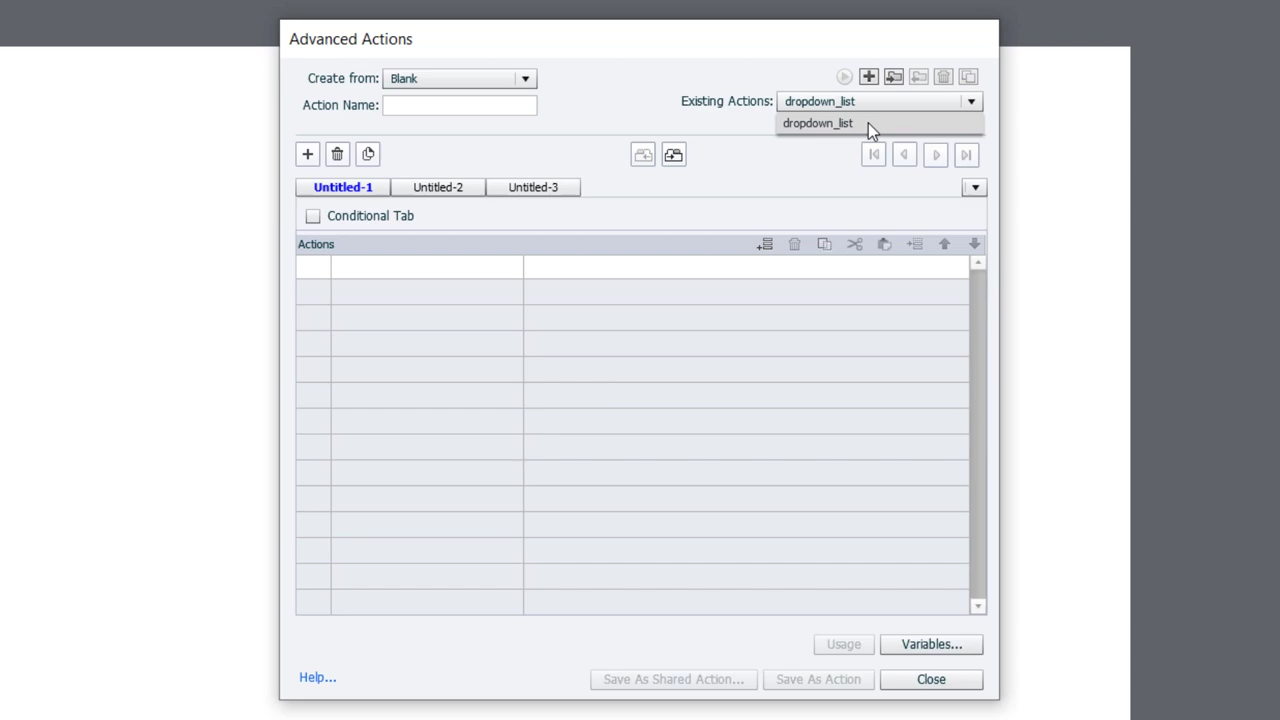 Advanced Actions
Create from: Blank
Action Name:
Existing Actions: dropdown_list
dropdown_list
Untitled-1 Untitled-2 Untitled-3
Conditional Tab
Actions
Usage Variables...
Help... Save As Shared Action... Save As Action Close